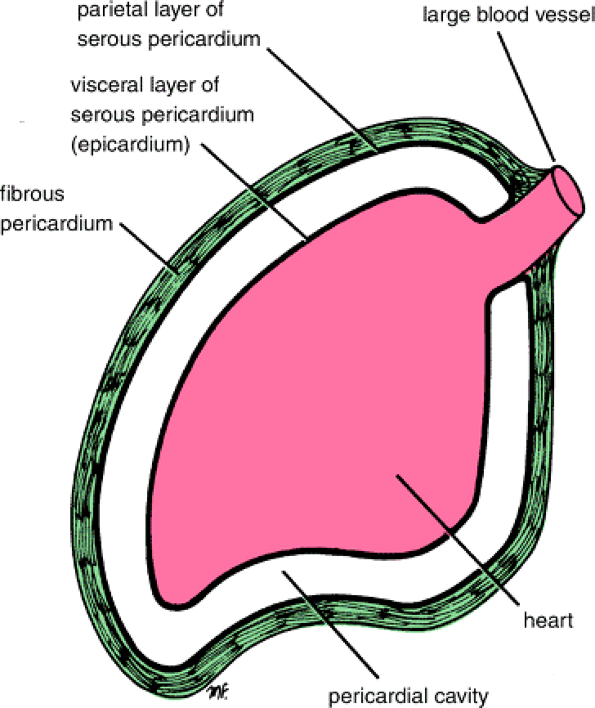 parietal layer of
serous pericardium
large blood vessel
visceral layer of
serous pericardium
(epicardium)
fibrous
pericardium
heart
pericardial cavity